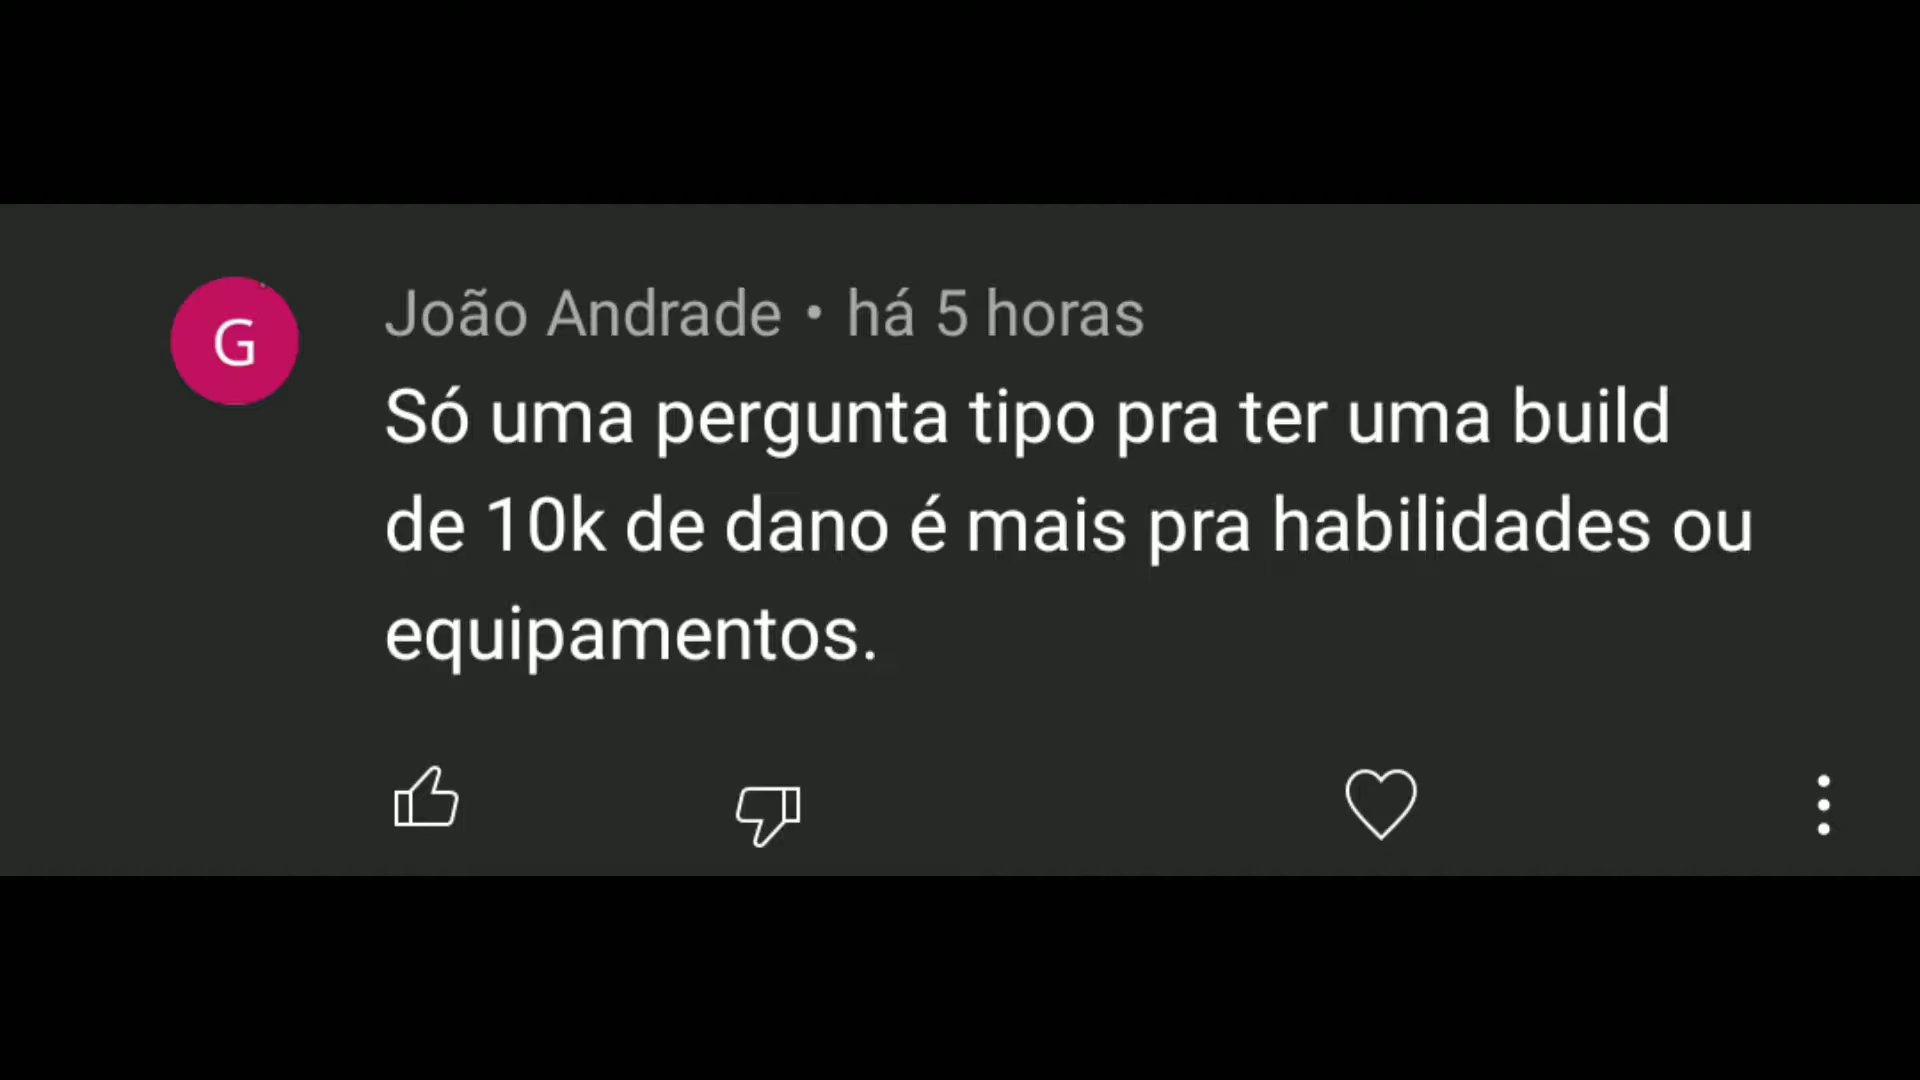 G
João Andrade • há 5 horas
Só uma pergunta tipo pra ter uma build
de 10k de dano é mais pra habilidades ou
equipamentos.